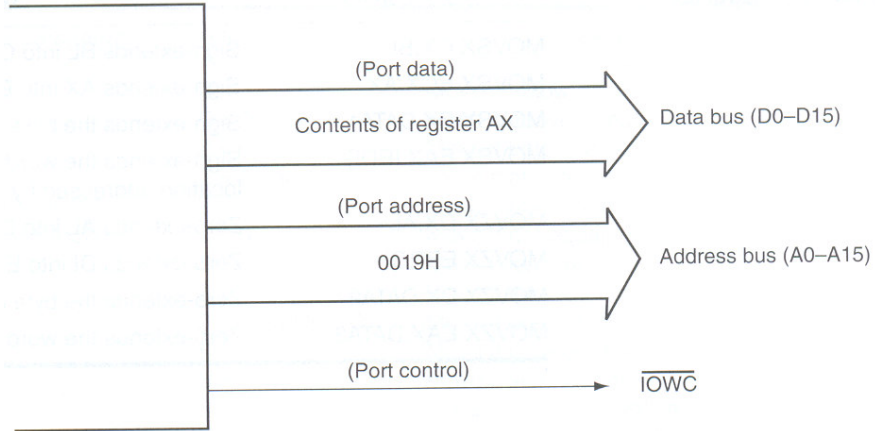 (Port data)
Contents of register AX
Data bus (D0–D15)
(Port address)
0019H
Address bus (A0–A15)
(Port control)
IOWC